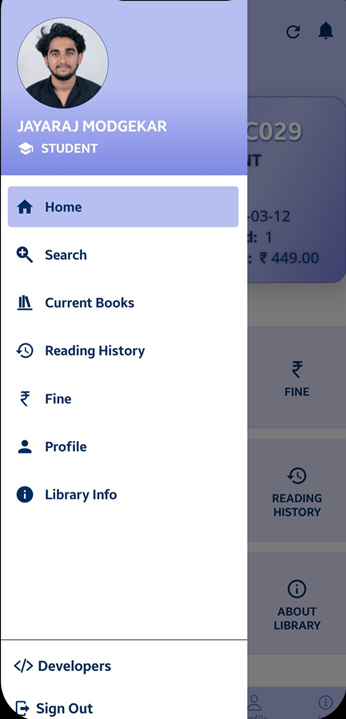 JAYARAJ MODGEKAR
STUDENT
Home
Search
Current Books
Reading History
₹ Fine
Profile
Library Info
</> Developers
Sign Out
C029
-03-12
: 1
: ₹ 449.00
₹
FINE
READING
HISTORY
ABOUT
LIBRARY